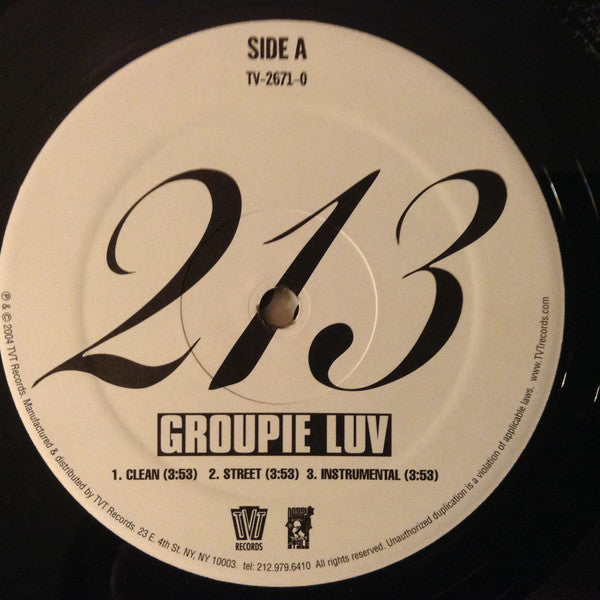 SIDE A
TV-2671-0
213
GROUPIE LUV
1. CLEAN (3:53) 2. STREET (3:53) 3. INSTRUMENTAL (3:53)
TVT
RECORDS
DOGGY
STYLE
℗ & © 2004 TVT Records. Manufactured & distributed by TVT Records. 23 E. 4th St. NY, NY 10003. tel: 212.979.6410 All rights reserved. Unauthorized duplication is a violation of applicable laws. www.TVTrecords.com